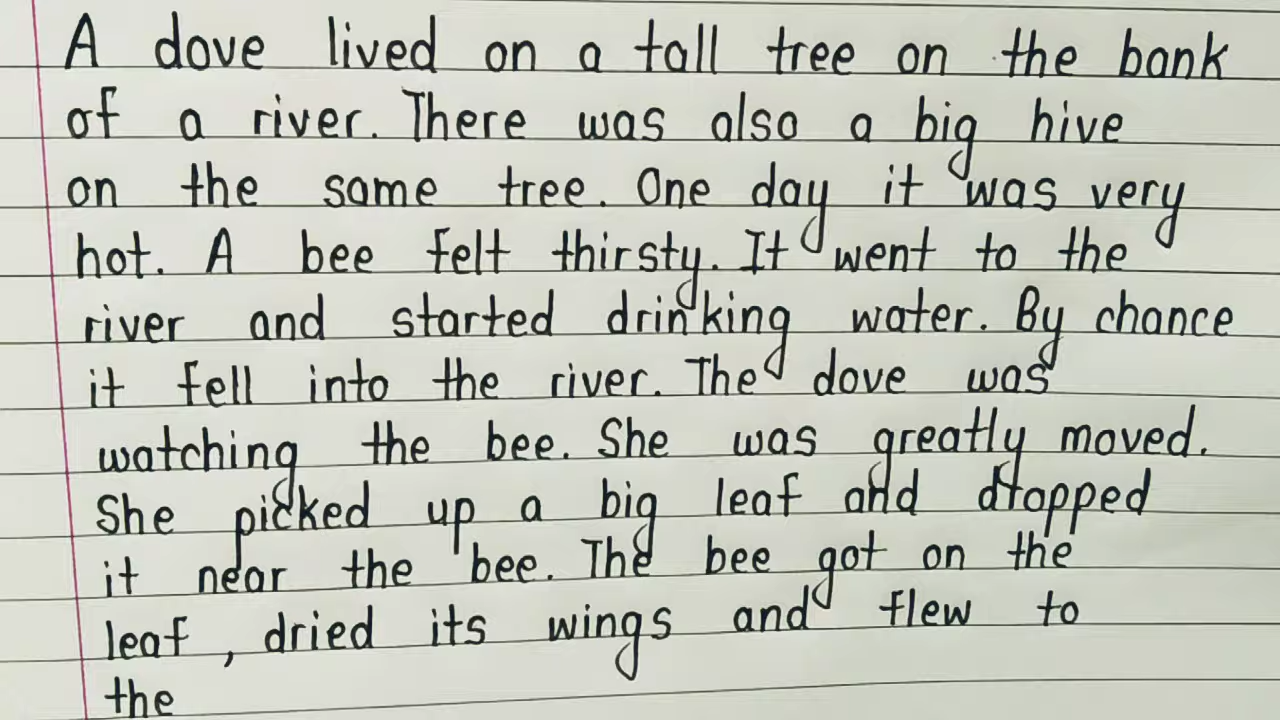 A dove lived on a tall tree on the bank
of a river. There was also a big hive
on the same tree. One day it was very
hot. A bee felt thirsty. It went to the
river and started drinking water. By chance
it fell into the river. The dove was
watching the bee. She was greatly moved.
She picked up a big leaf and dropped
it near the bee. The bee got on the
leaf, dried its wings and flew to
the